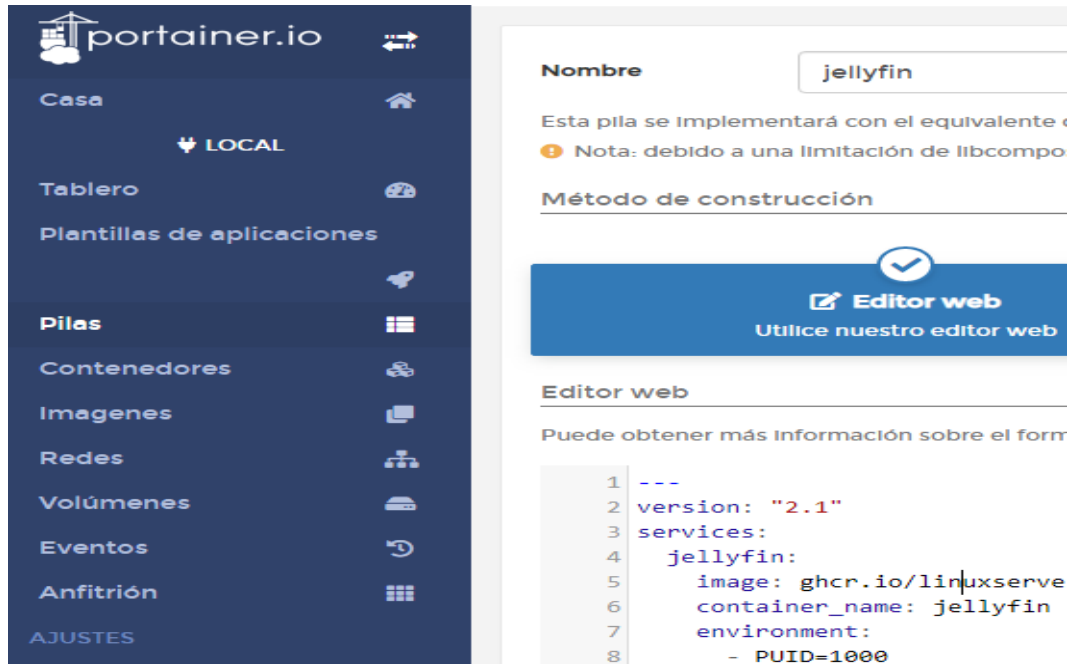 portainer.io
Casa
LOCAL
Tablero
Plantillas de aplicaciones
Pilas
Contenedores
Imagenes
Redes
Volúmenes
Eventos
Anfitrión
AJUSTES
Nombre jellyfin
Esta pila se implementará con el equivalente
Nota: debido a una limitación de libcompo
Método de construcción
Editor web
Utilice nuestro editor web
Editor web
Puede obtener más información sobre el form
1 ---
2 version: "2.1"
3 services:
4 jellyfin:
5 image: ghcr.io/linuxserve
6 container_name: jellyfin
7 environment:
8 - PUID=1000